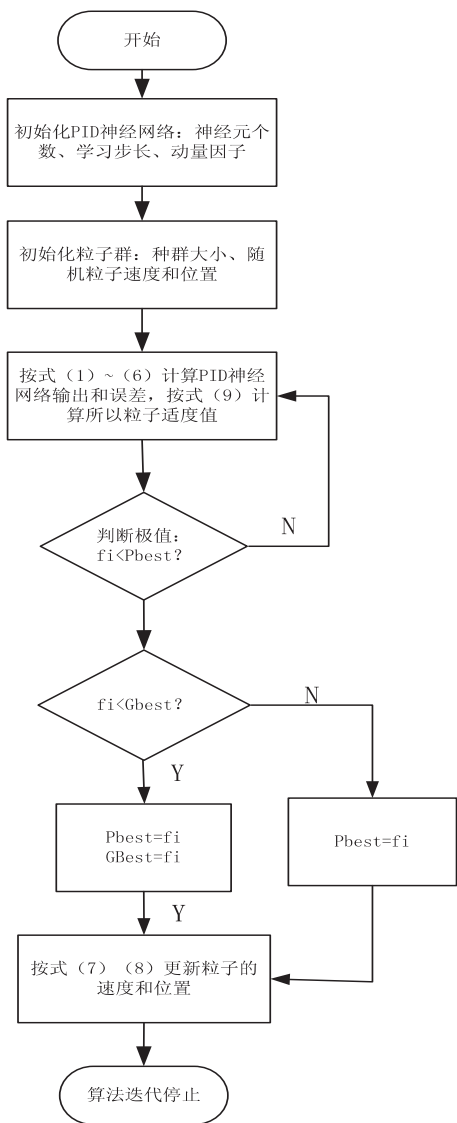 开始
初始化PID神经网络：神经元个
数、学习步长、动量因子
初始化粒子群：种群大小、随
机粒子速度和位置
按式（1）～（6）计算PID神经
网络输出和误差，按式（9）计
算所以粒子适度值
判断极值：
fi<Pbest？
N
fi<Gbest？
N
Y
Pbest=fi
GBest=fi
Pbest=fi
Y
按式（7）（8）更新粒子的
速度和位置
算法迭代停止